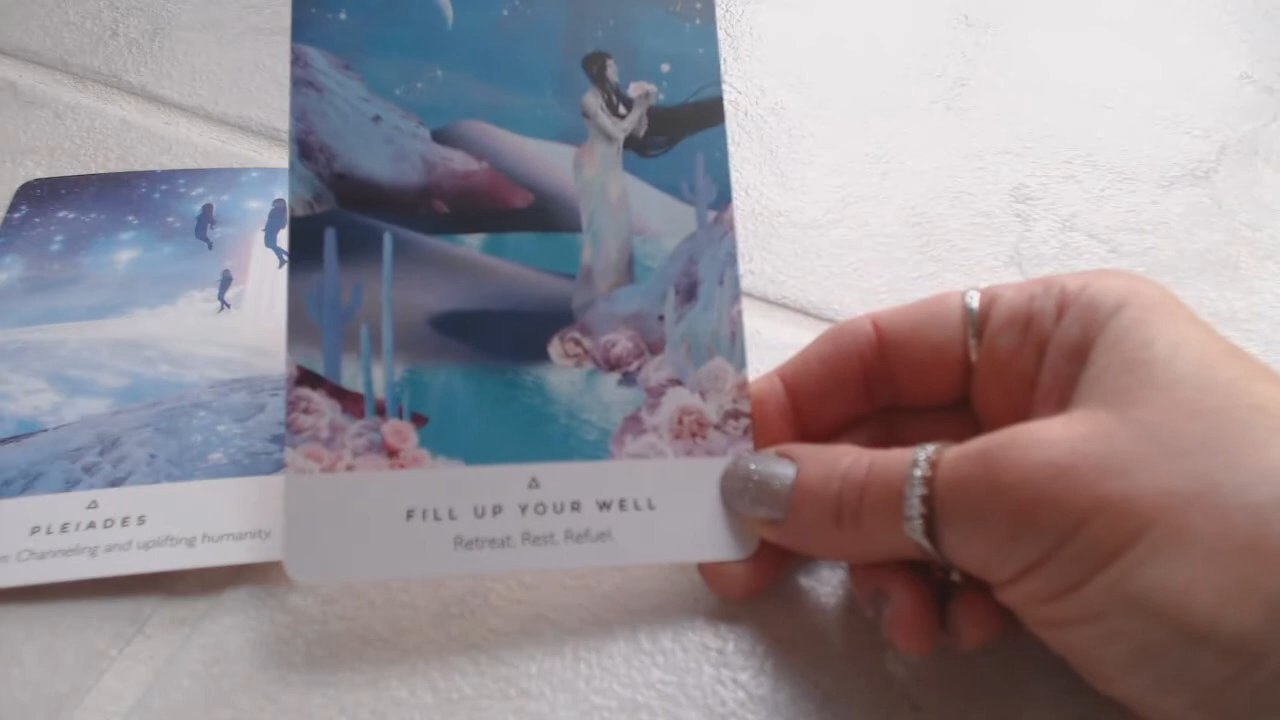 PLEIADES
Channeling and uplifting humanity.
FILL UP YOUR WELL
Retreat. Rest. Refuel.